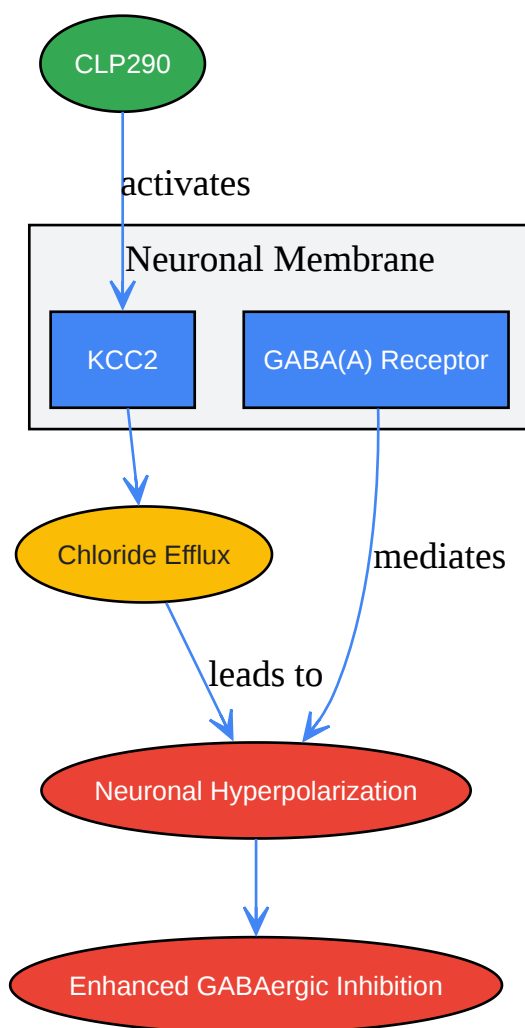 CLP290
activates
Neuronal Membrane
KCC2
GABA(A) Receptor
Chloride Efflux
mediates
leads to
Neuronal Hyperpolarization
Enhanced GABAergic Inhibition